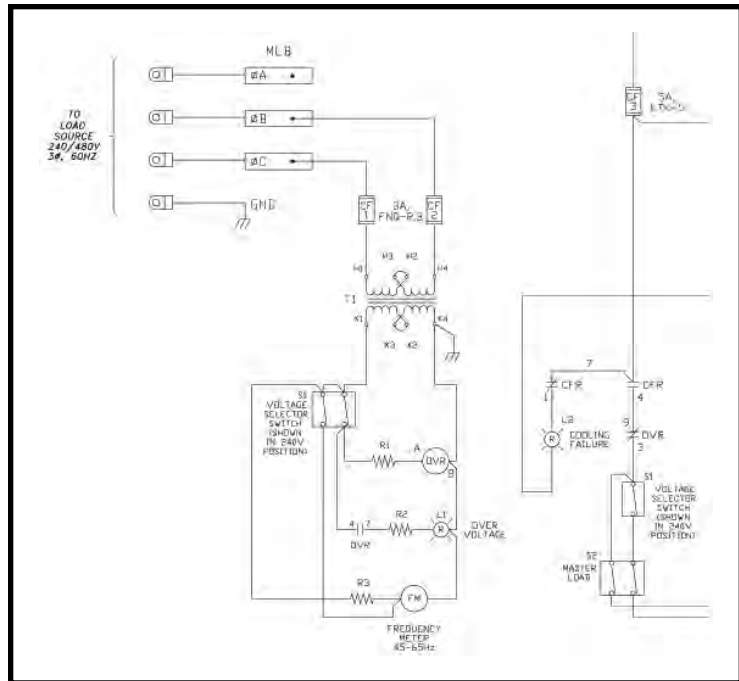 MLB
ØA
TO
LOAD
SOURCE
240/480V
3Ø, 60HZ
ØB
ØC
GND
CF
1
3A,
CF
2
CF
3
5A,
H1
H3
H2
H4
T1
X1
X3
X2
X4
S1
VOLTAGE
SELECTOR
SWITCH
(SHOWN
IN 240V
POSITION)
R1
A
OVR
B
4
7
OVR
R2
L1
R
OVER
VOLTAGE
R3
FM
FREQUENCY
METER
45-65Hz
7
CFR
1
CFR
4
L2
R
COOLING
FAILURE
9
OVR
3
S1
VOLTAGE
SELECTOR
SWITCH
(SHOWN
IN 240V
POSITION)
S2
MASTER
LOAD